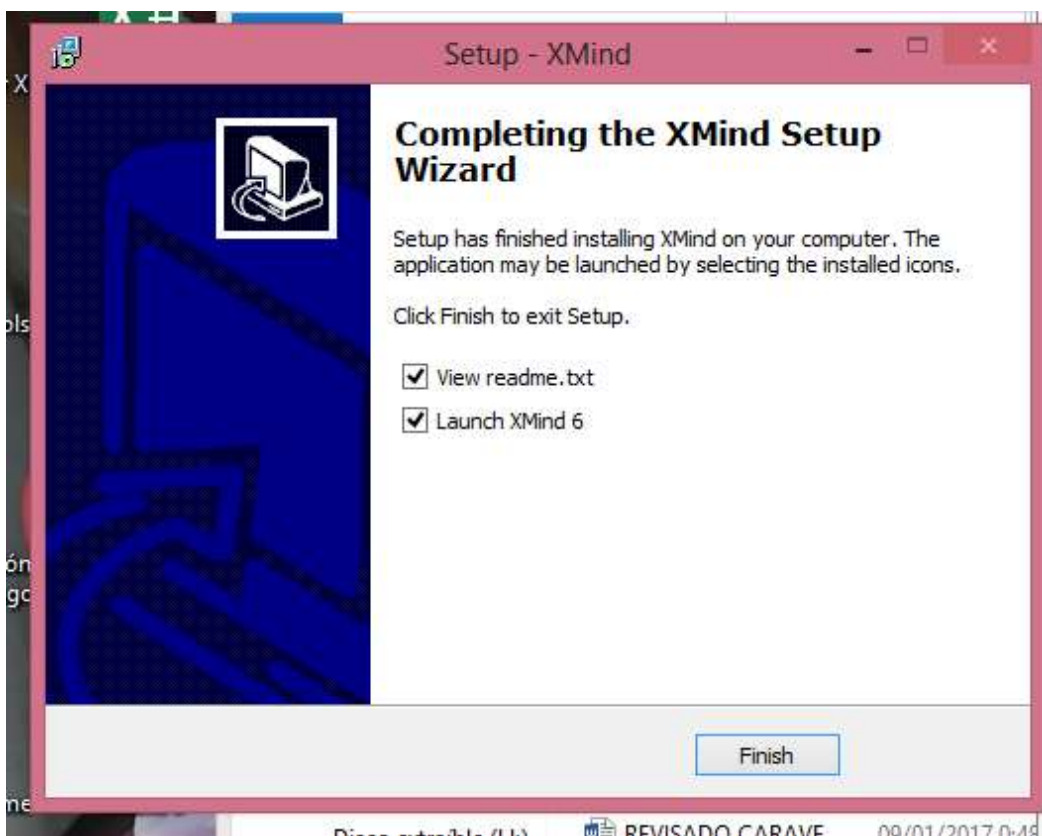 Setup - XMind
Completing the XMind Setup
Wizard
Setup has finished installing XMind on your computer. The
application may be launched by selecting the installed icons.
Click Finish to exit Setup.
View readme.txt
Launch XMind 6
Finish
REVISADO CARAVE